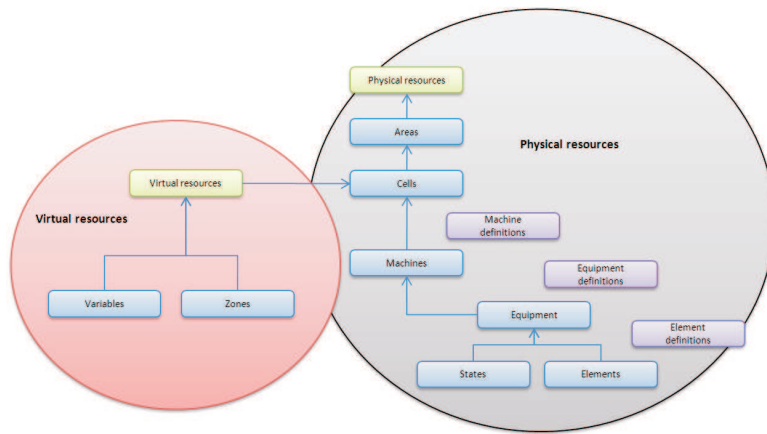 Physical resources
Areas
Physical resources
Virtual resources
Cells
Virtual resources
Machine
definitions
Machines
Equipment
definitions
Variables
Zones
Equipment
Element
definitions
States
Elements